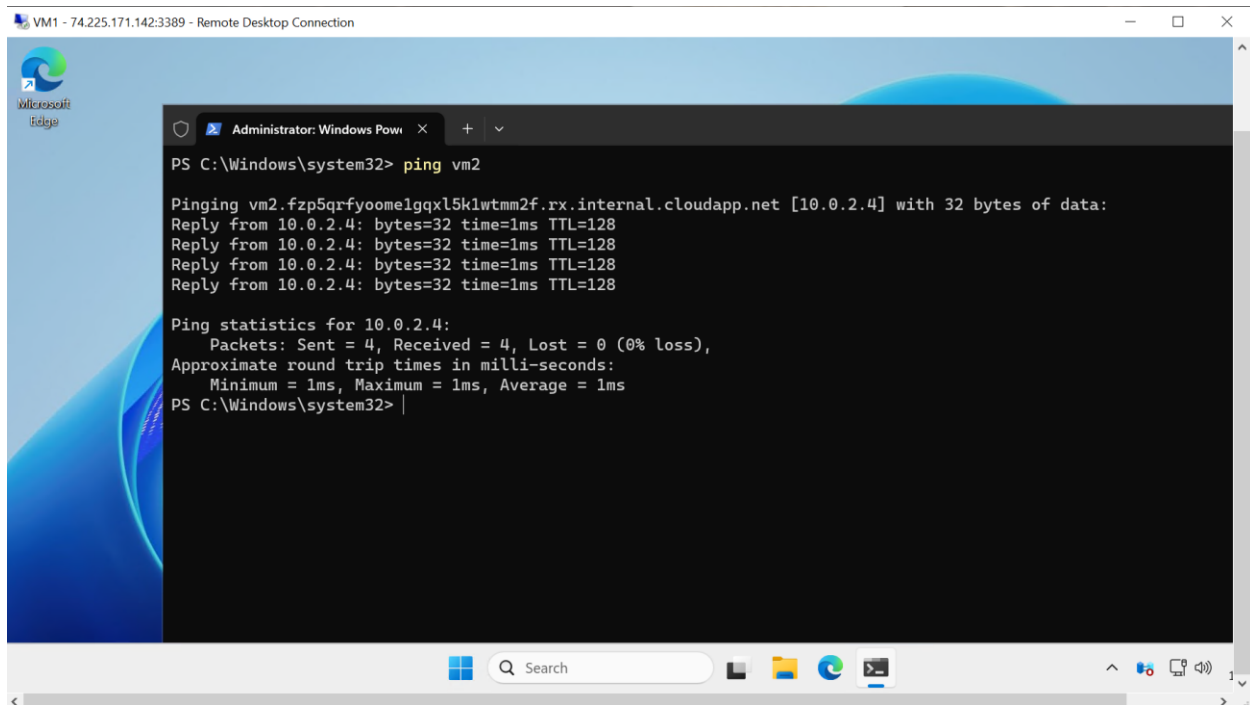 VM1 - 74.225.171.142:3389 - Remote Desktop Connection
Microsoft
Edge
Administrator: Windows Powe
PS C:\Windows\system32> ping vm2
Pinging vm2.fzp5qrfyoome1gqxl5k1wtmm2f.rx.internal.cloudapp.net [10.0.2.4] with 32 bytes of data:
Reply from 10.0.2.4: bytes=32 time=1ms TTL=128
Reply from 10.0.2.4: bytes=32 time=1ms TTL=128
Reply from 10.0.2.4: bytes=32 time=1ms TTL=128
Reply from 10.0.2.4: bytes=32 time=1ms TTL=128
Ping statistics for 10.0.2.4:
Packets: Sent = 4, Received = 4, Lost = 0 (0% loss),
Approximate round trip times in milli-seconds:
Minimum = 1ms, Maximum = 1ms, Average = 1ms
PS C:\Windows\system32>
Search